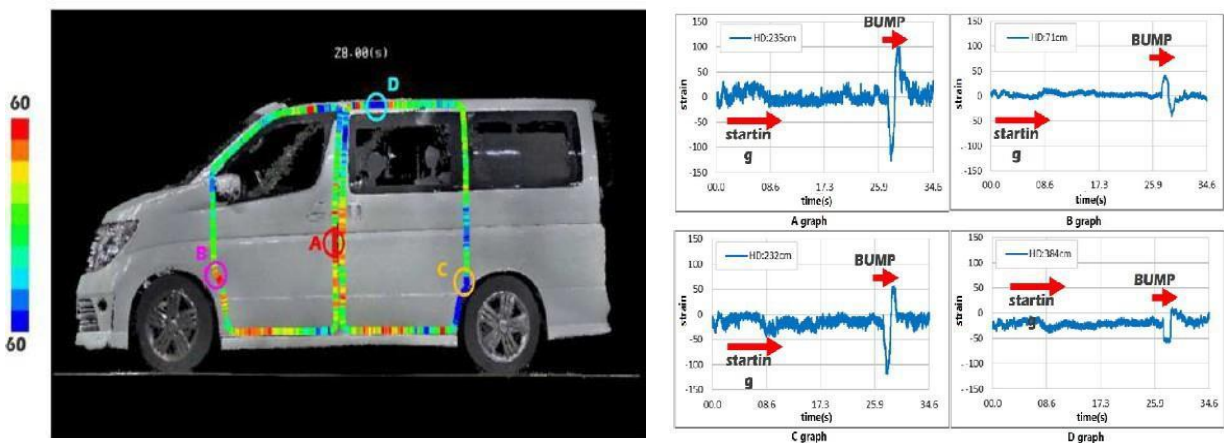 28.00(s)
60
60
D
A
B
C
BUMP
HD:235cm
150
100
50
0
-50
-100
-150
strain
startin
g
00.0 08.6 17.3 25.9 34.6
time(s)
A graph
BUMP
HD:71cm
150
100
50
0
-50
-100
-150
strain
startin
g
00.0 08.6 17.3 25.9 34.6
time(s)
B graph
BUMP
HD:232cm
150
100
50
0
-50
-100
-150
strain
startin
g
00.0 08.6 17.3 25.9 34.6
time(s)
C graph
BUMP
HD:384cm
150
100
50
0
-50
-100
-150
strain
startin
g
00.0 08.6 17.3 25.9 34.6
time(s)
D graph